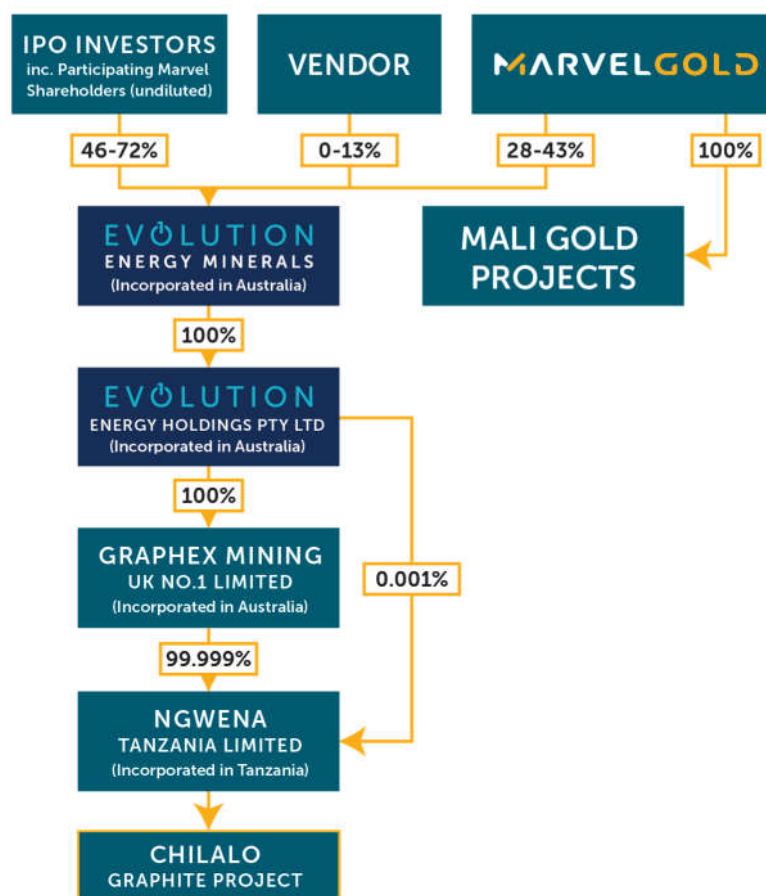 IPO INVESTORS
inc. Participating Marvel
Shareholders (undiluted)
VENDOR
MARVELGOLD
46-72%
0-13%
28-43%
100%
EVOLUTION
ENERGY MINERALS
(Incorporated in Australia)
MALI GOLD
PROJECTS
100%
EVOLUTION
ENERGY HOLDINGS PTY LTD
(Incorporated in Australia)
100%
GRAPHEX MINING
UK NO.1 LIMITED
(Incorporated in Australia)
0.001%
99.999%
NGWENA
TANZANIA LIMITED
(Incorporated in Tanzania)
CHILALO
GRAPHITE PROJECT